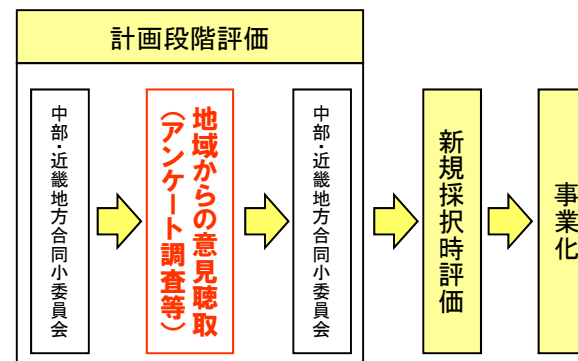 計画段階評価
中部・近畿地方合同小委員会
地域からの意見聴取
（アンケート調査等）
中部・近畿地方合同小委員会
新規採択時評価
事業化